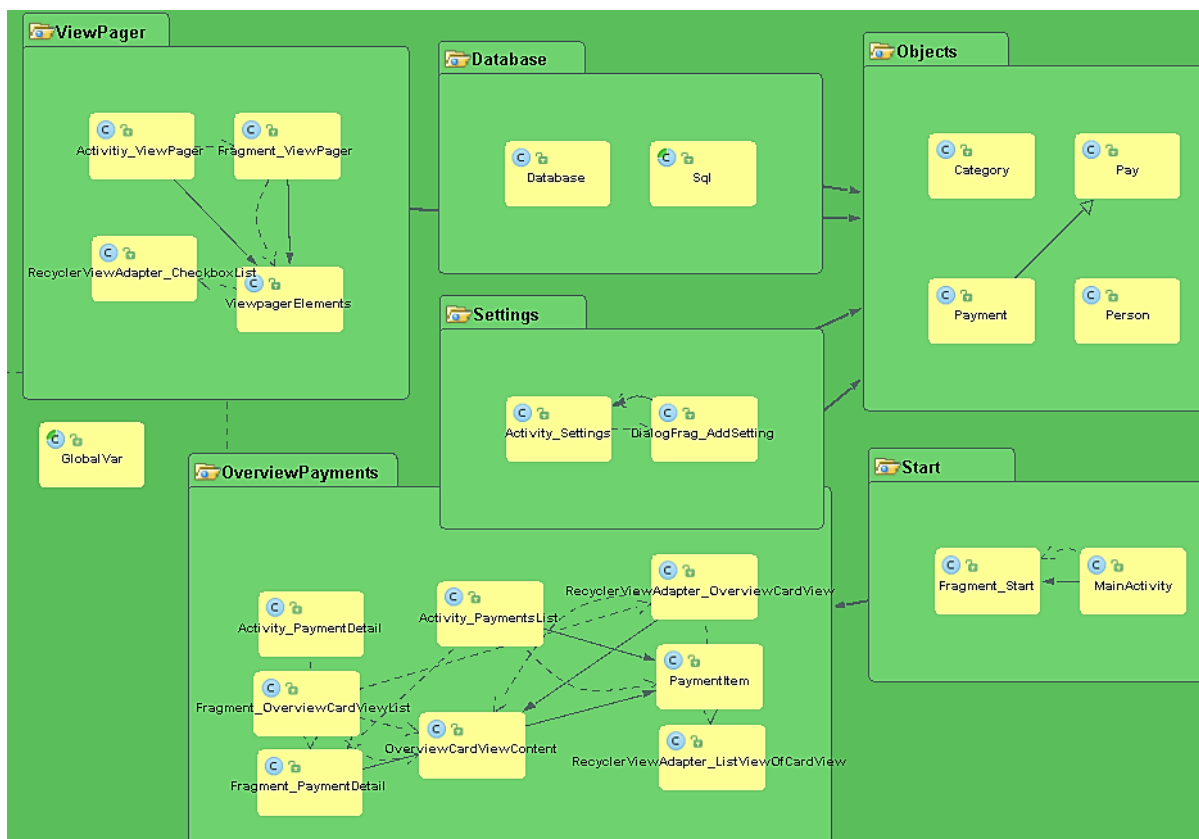 ViewPager
Activitiy_ViewPager
Fragment_ViewPager
RecyclerViewAdapter_CheckboxList
ViewpagerElements
GlobalVar
Database
Database
Sql
Settings
Activity_Settings
DialogFrag_AddSetting
Objects
Category
Pay
Payment
Person
Start
Fragment_Start
MainActivity
OverviewPayments
RecyclerViewAdapter_OverviewCardView
Activity_PaymentsList
Activity_PaymentDetail
PaymentItem
Fragment_OverviewCardViewList
OverviewCardViewContent
RecyclerViewAdapter_ListViewOfCardView
Fragment_PaymentDetail